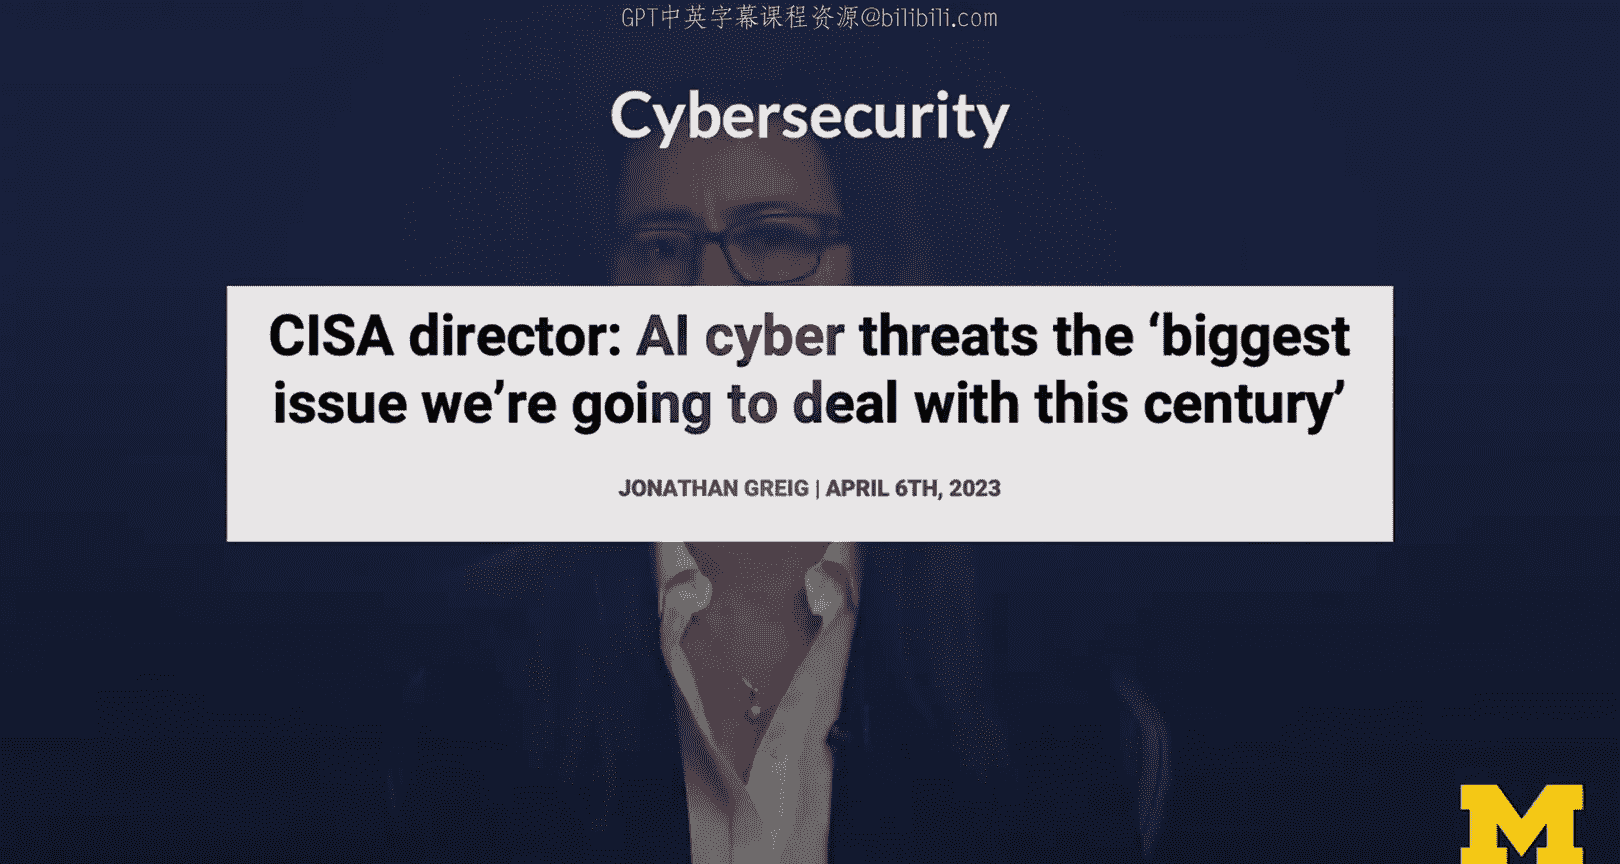 GPT中英字幕课程资源@bilibili.com
Cybersecurity
CISA director: AI cyber threats the ‘biggest
issue we’re going to deal with this century’
JONATHAN GREIG | APRIL 6TH, 2023
M